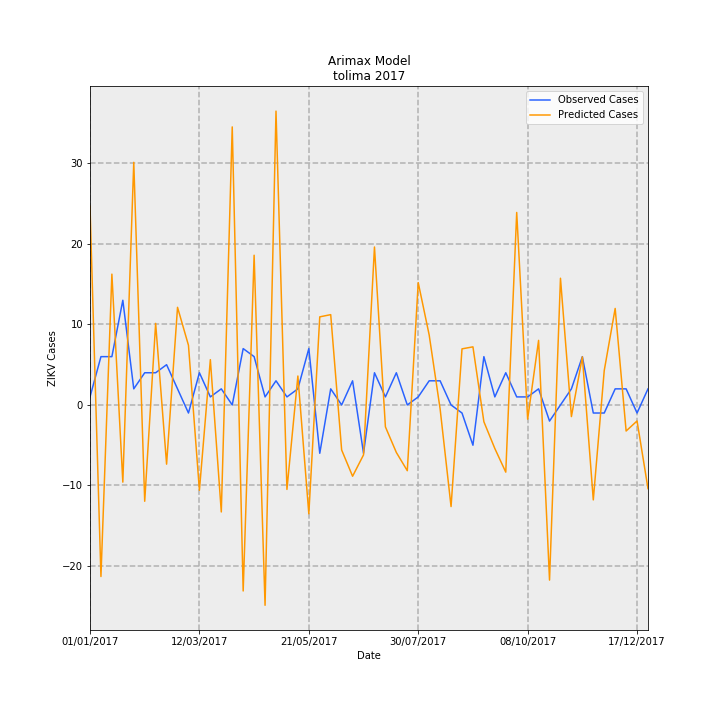 Arimax Model
tolima 2017
Observed Cases
Predicted Cases
ZIKV Cases
30
20
10
0
−10
−20
01/01/2017
12/03/2017
21/05/2017
30/07/2017
08/10/2017
17/12/2017
Date